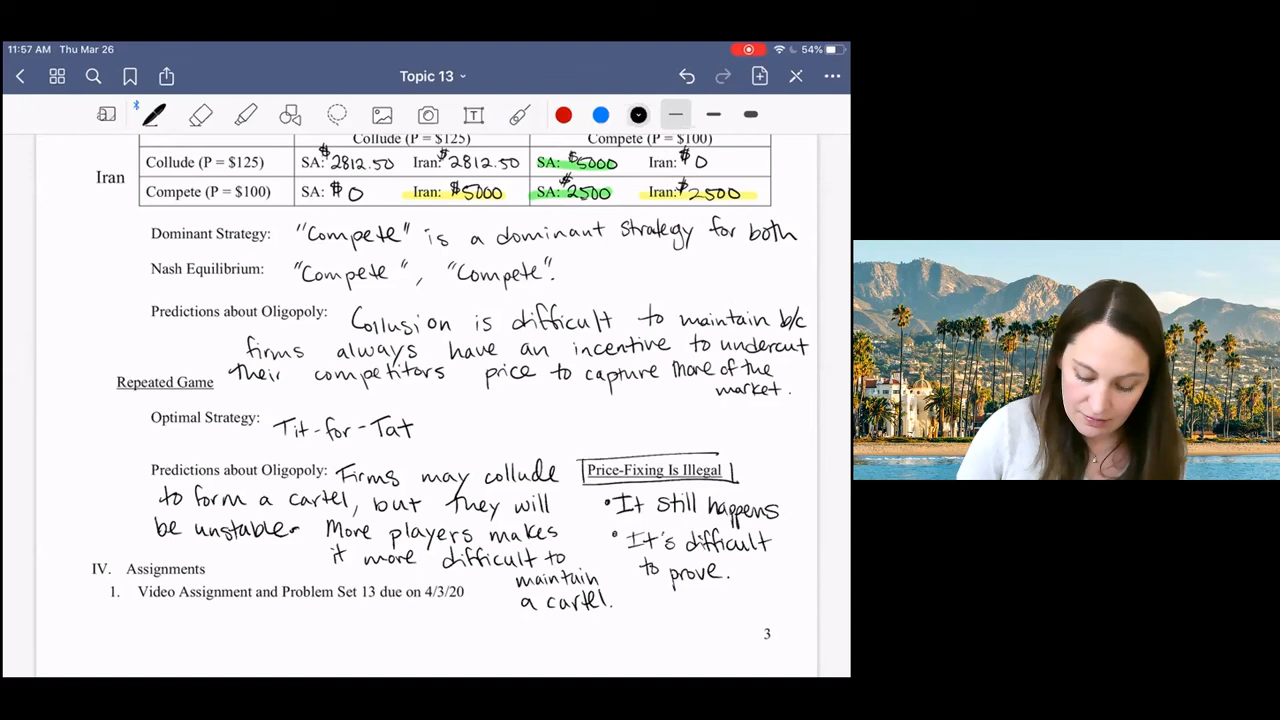 11:57 AM Thu Mar 26 54%
Topic 13
T
Collude (P = $125) Compete (P = $100)
Collude (P = $125) SA: $2812.50 Iran: $2812.50 SA: $5000 Iran: $0
Iran
Compete (P = $100) SA: $0 Iran: $5000 SA: $2500 Iran: $2500
Dominant Strategy: "Compete" is a dominant strategy for both
Nash Equilibrium: "Compete", "Compete".
Predictions about Oligopoly: Collusion is difficult to maintain b/c
firms always have an incentive to undercut
their competitors price to capture more of the
market.
Repeated Game
Optimal Strategy: Tit-for-Tat
Predictions about Oligopoly: Firms may collude
to form a cartel, but they will
be unstable. More players makes
it more difficult to
maintain
a cartel.
Price-Fixing Is Illegal
• It still happens
• It's difficult
to prove.
IV. Assignments
1. Video Assignment and Problem Set 13 due on 4/3/20
3